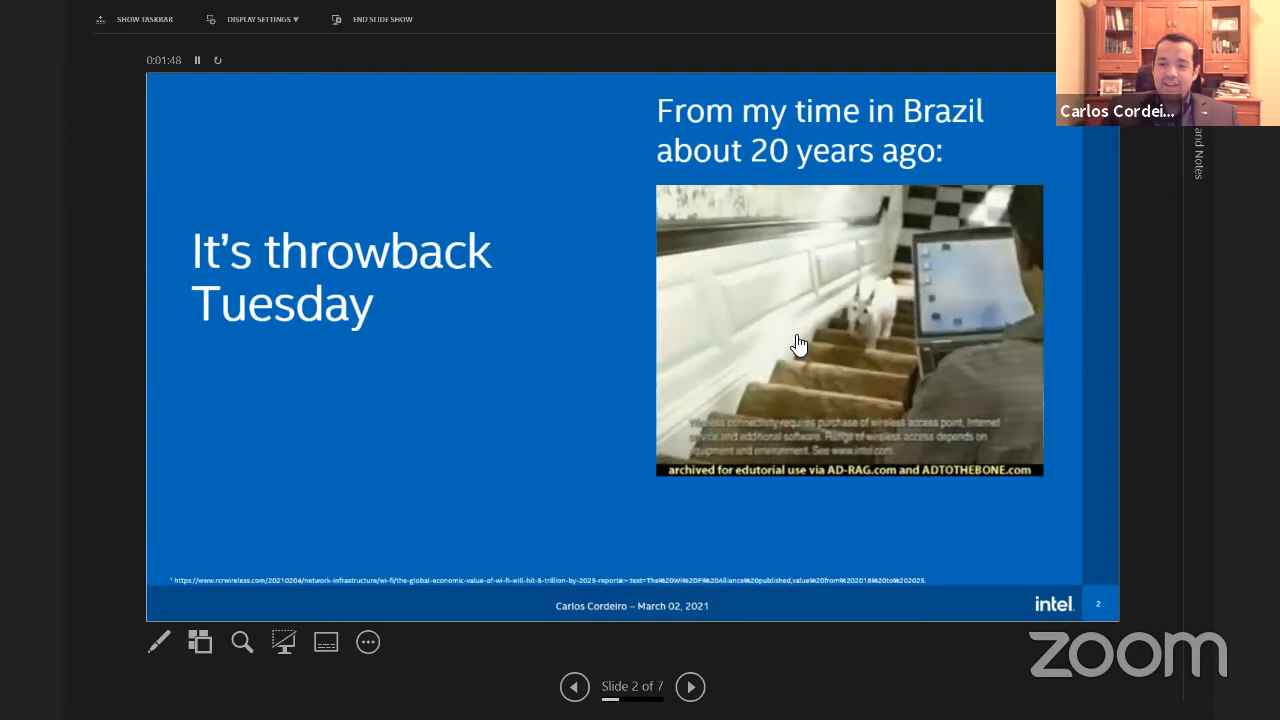 SHOW TASKBAR
DISPLAY SETTINGS ▼
END SLIDE SHOW
0:01:48
Carlos Cordei...
and Notes
From my time in Brazil
about 20 years ago:
It's throwback
Tuesday
Wireless connectivity requires purchase of wireless access point, Internet
service and additional software. Range of wireless access depends on
equipment and environment. See www.intel.com.
archived for edutorial use via AD-RAG.com and ADTOTHEBONE.com
¹ https://www.rcrwireless.com/20210204/network-infrastructure/wi-fi/the-global-economic-value-of-wi-fi-will-hit-5-trillion-by-2025-report#:~:text=The%20Wi%2DFi%20Alliance%20published,value%20from%202018%20to%202025.
Carlos Cordeiro – March 02, 2021
intel.
2
zoom
Slide 2 of 7